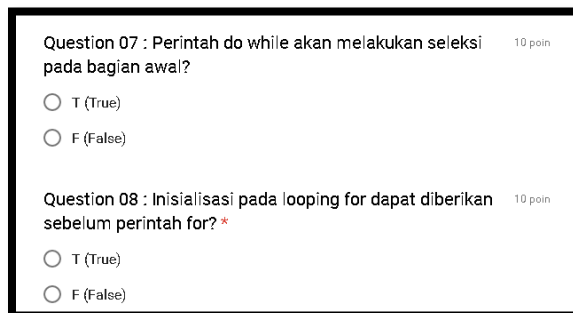 Question 07 : Perintah do while akan melakukan seleksi 10 poin
pada bagian awal?
T (True)
F (False)
Question 08 : Inisialisasi pada looping for dapat diberikan 10 poin
sebelum perintah for? *
T (True)
F (False)